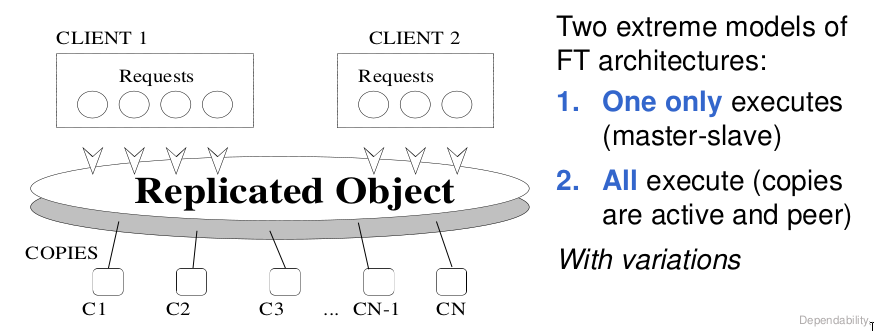 CLIENT 1
CLIENT 2
Requests
Requests
Replicated Object
COPIES
C1
C2
C3
...
CN-1
CN
Two extreme models of
FT architectures:
1. One only executes
(master-slave)
2. All execute (copies
are active and peer)
With variations
Dependability